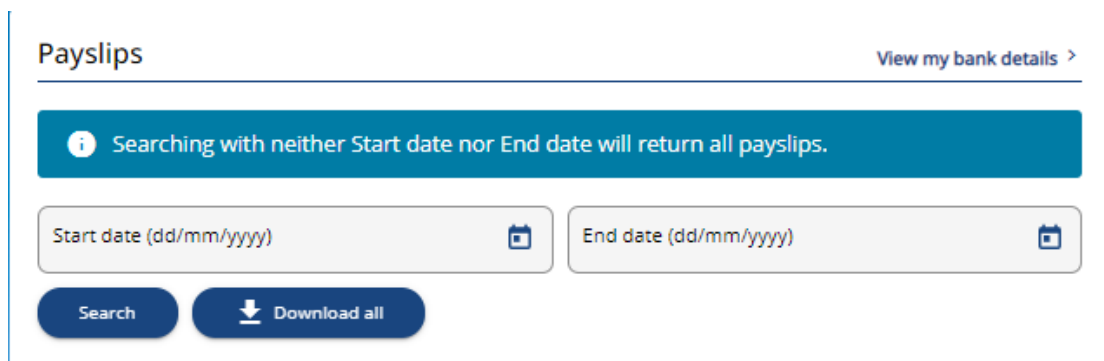 Payslips
View my bank details >
Searching with neither Start date nor End date will return all payslips.
Start date (dd/mm/yyyy)
End date (dd/mm/yyyy)
Search
Download all